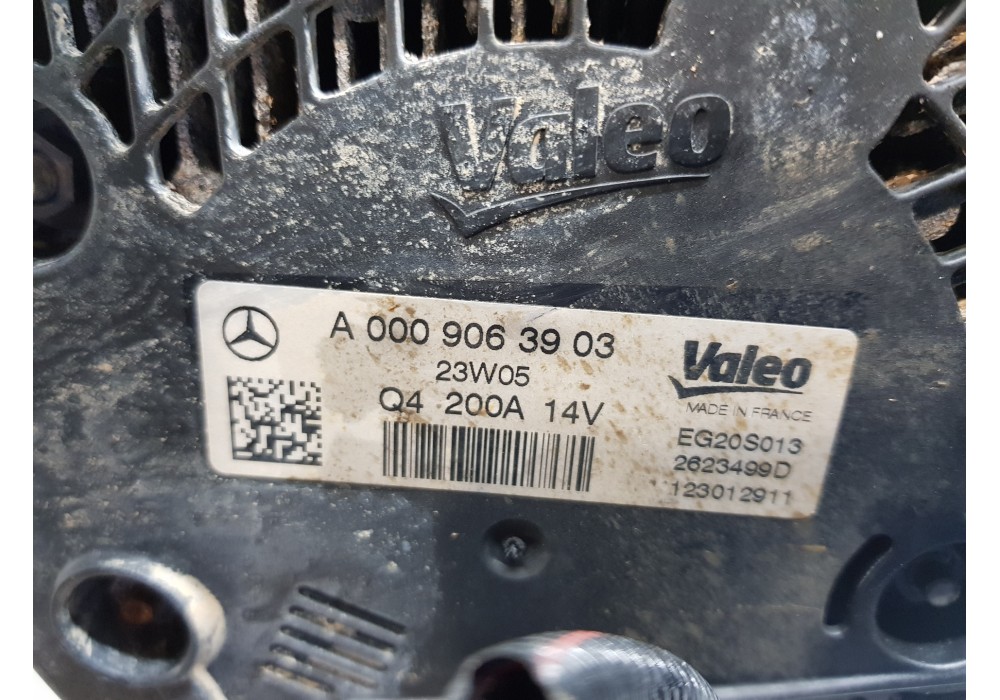 Valeo
A 000 906 39 03
23W05
Q4 200A 14V
Valeo
MADE IN FRANCE
EG20S013
2623499D
123012911